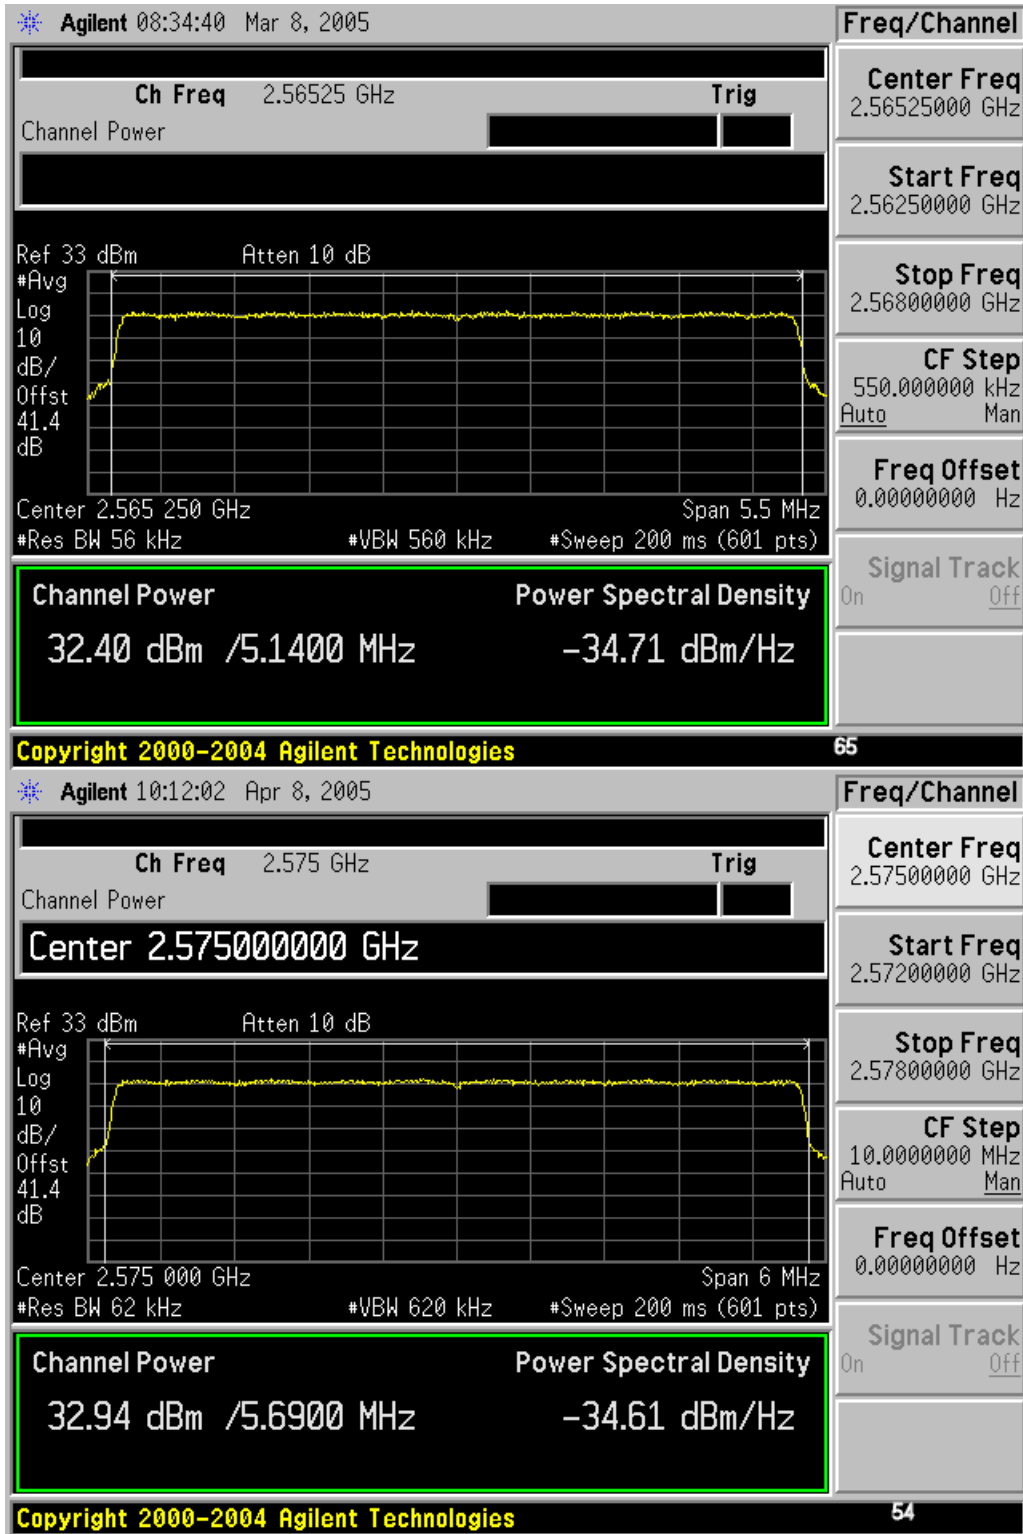 Agilent 08:34:40 Mar 8, 2005
Freq/Channel
Ch Freq 2.56525 GHz Trig
Channel Power
Center Freq
2.56525000 GHz
Start Freq
2.56250000 GHz
Stop Freq
2.56800000 GHz
CF Step
550.000000 kHz
Auto Man
Freq Offset
0.00000000 Hz
Signal Track
On Off
Ref 33 dBm Atten 10 dB
#Avg
Log
10
dB/
Offst
41.4
dB
Center 2.565 250 GHz Span 5.5 MHz
#Res BW 56 kHz #VBW 560 kHz #Sweep 200 ms (601 pts)
Channel Power Power Spectral Density
32.40 dBm /5.1400 MHz -34.71 dBm/Hz
Copyright 2000-2004 Agilent Technologies
65
Agilent 10:12:02 Apr 8, 2005
Freq/Channel
Ch Freq 2.575 GHz Trig
Channel Power
Center 2.575000000 GHz
Center Freq
2.57500000 GHz
Start Freq
2.57200000 GHz
Stop Freq
2.57800000 GHz
CF Step
10.0000000 MHz
Auto Man
Freq Offset
0.00000000 Hz
Signal Track
On Off
Ref 33 dBm Atten 10 dB
#Avg
Log
10
dB/
Offst
41.4
dB
Center 2.575 000 GHz Span 6 MHz
#Res BW 62 kHz #VBW 620 kHz #Sweep 200 ms (601 pts)
Channel Power Power Spectral Density
32.94 dBm /5.6900 MHz -34.61 dBm/Hz
Copyright 2000-2004 Agilent Technologies
54